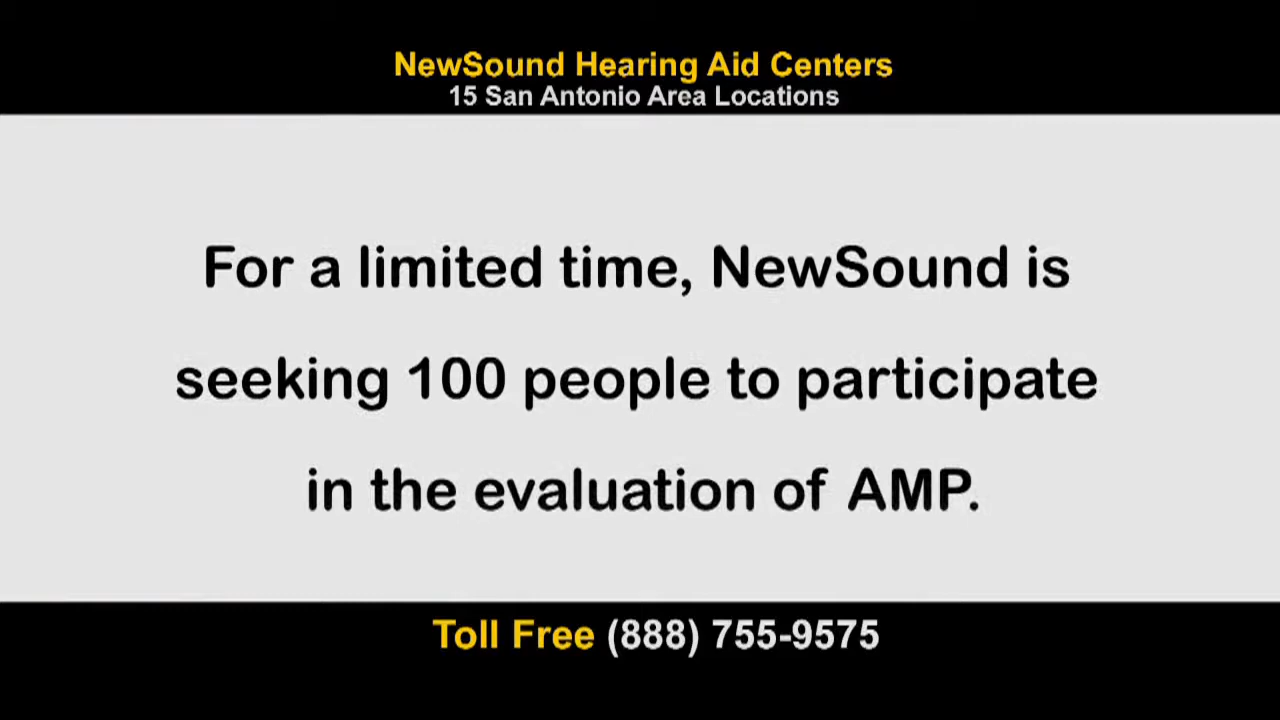 NewSound Hearing Aid Centers
15 San Antonio Area Locations
For a limited time, NewSound is
seeking 100 people to participate
in the evaluation of AMP.
Toll Free (888) 755-9575